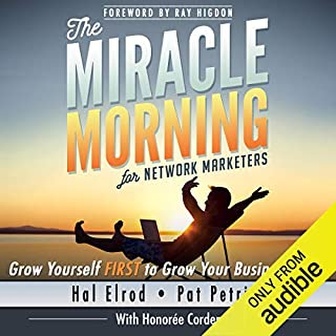 FOREWORD BY RAY HIGDON
The
MIRACLE
MORNING
for NETWORK MARKETERS
Grow Yourself FIRST to Grow Your Busin
Hal Elrod • Pat Petri
With Honorée Corder
ONLY FROM
audible